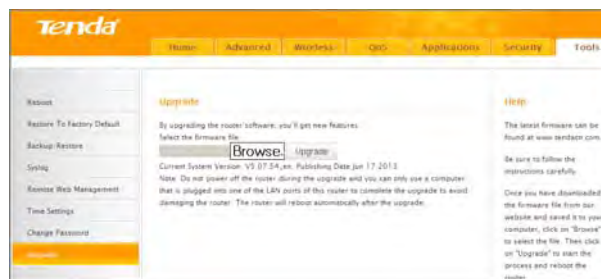 Tenda
Home Advanced Wireless QoS Applications Security Tools
Reboot
Restore To Factory Default
Backup/Restore
Syslog
Remote Web Management
Time Settings
Change Password
Upgrade
Upgrade
By upgrading the router software, you'll get new features.
Select the firmware file:
Browse. Upgrade
Current System Version: V5.07.54_en; Publishing Date:Jun 17 2013
Note: Do not power off the router during the upgrade and you can only use a computer
that is plugged into one of the LAN ports of this router to complete the upgrade to avoid
damaging the router. The router will reboot automatically after the upgrade.
Help
The latest firmware can be
found at www.tendacn.com.
Be sure to follow the
instructions carefully.
Once you have downloaded
the firmware file from our
website and saved it to your
computer, click on "Browse"
to select the file. Then click
on "Upgrade" to start the
process and reboot the
router.